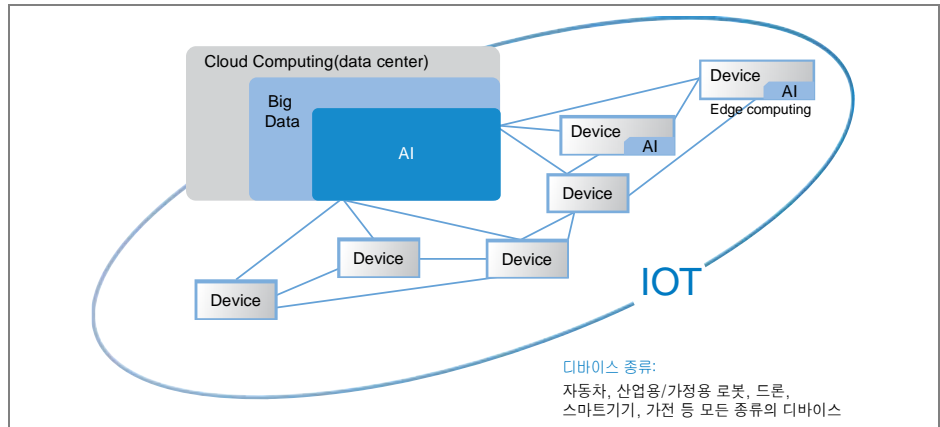 Cloud Computing(data center)
Big
Data
AI
Device
AI
Edge computing
Device
AI
Device
Device
Device
Device
IOT
디바이스 종류:
자동차, 산업용/가정용 로봇, 드론,
스마트기기, 가전 등 모든 종류의 디바이스